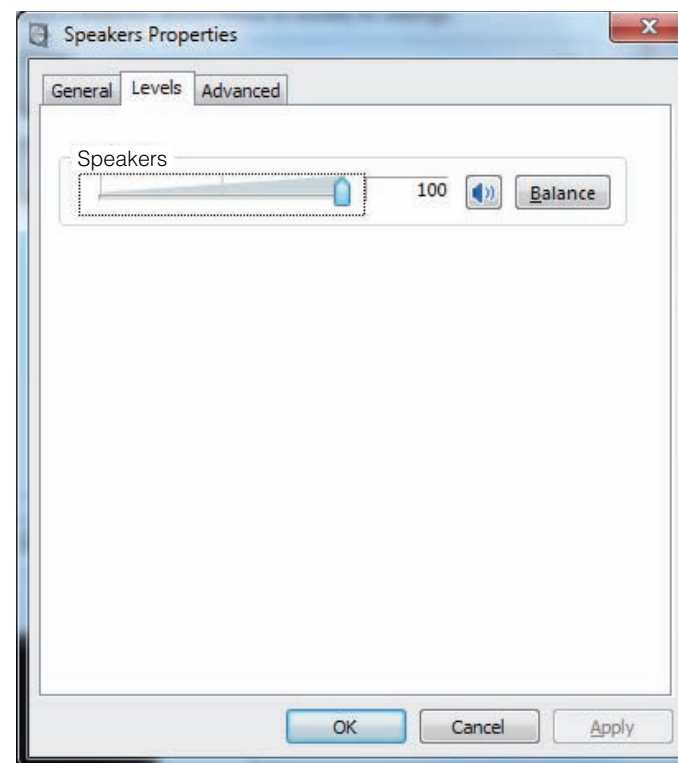 Speakers Properties
General Levels Advanced
Speakers
100 Balance
OK Cancel Apply